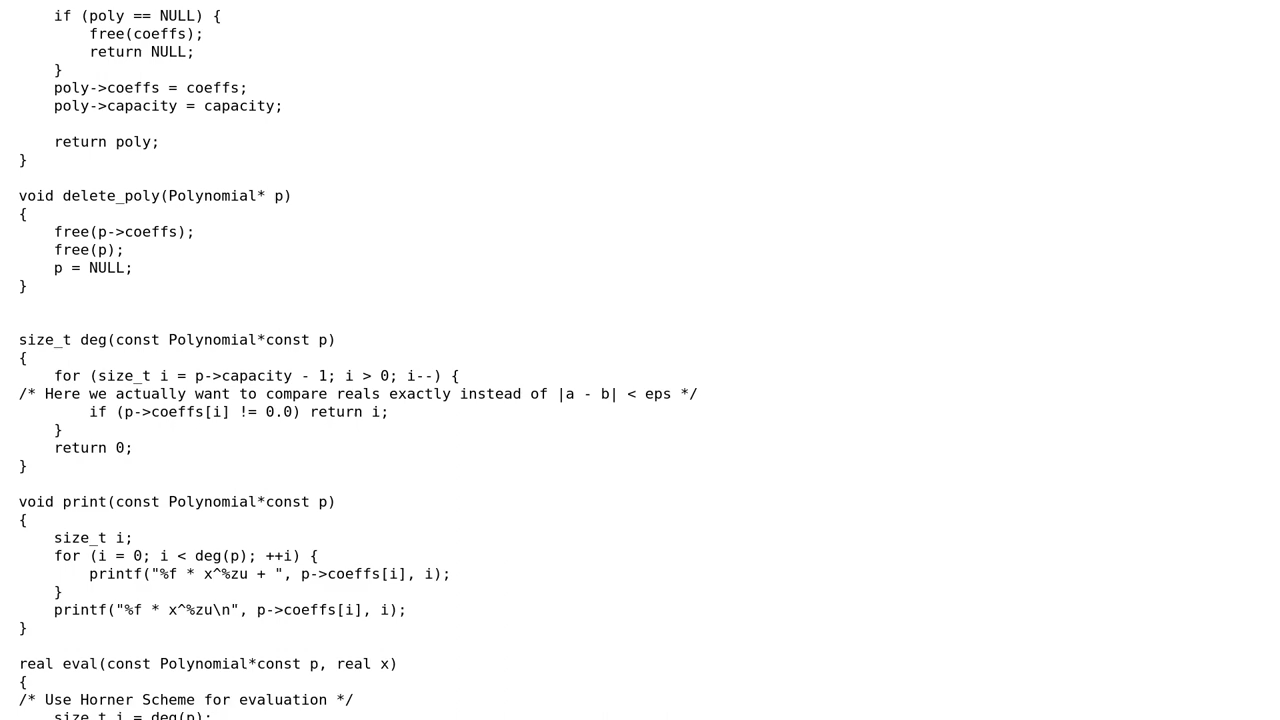 if (poly == NULL) {
        free(coeffs);
        return NULL;
    }
    poly->coeffs = coeffs;
    poly->capacity = capacity;

    return poly;
}

void delete_poly(Polynomial* p)
{
    free(p->coeffs);
    free(p);
    p = NULL;
}


size_t deg(const Polynomial*const p)
{
    for (size_t i = p->capacity - 1; i > 0; i--) {
/* Here we actually want to compare reals exactly instead of |a - b| < eps */
        if (p->coeffs[i] != 0.0) return i;
    }
    return 0;
}

void print(const Polynomial*const p)
{
    size_t i;
    for (i = 0; i < deg(p); ++i) {
        printf("%f * x^%zu + ", p->coeffs[i], i);
    }
    printf("%f * x^%zu\n", p->coeffs[i], i);
}

real eval(const Polynomial*const p, real x)
{
/* Use Horner Scheme for evaluation */
    size_t i = deg(p);